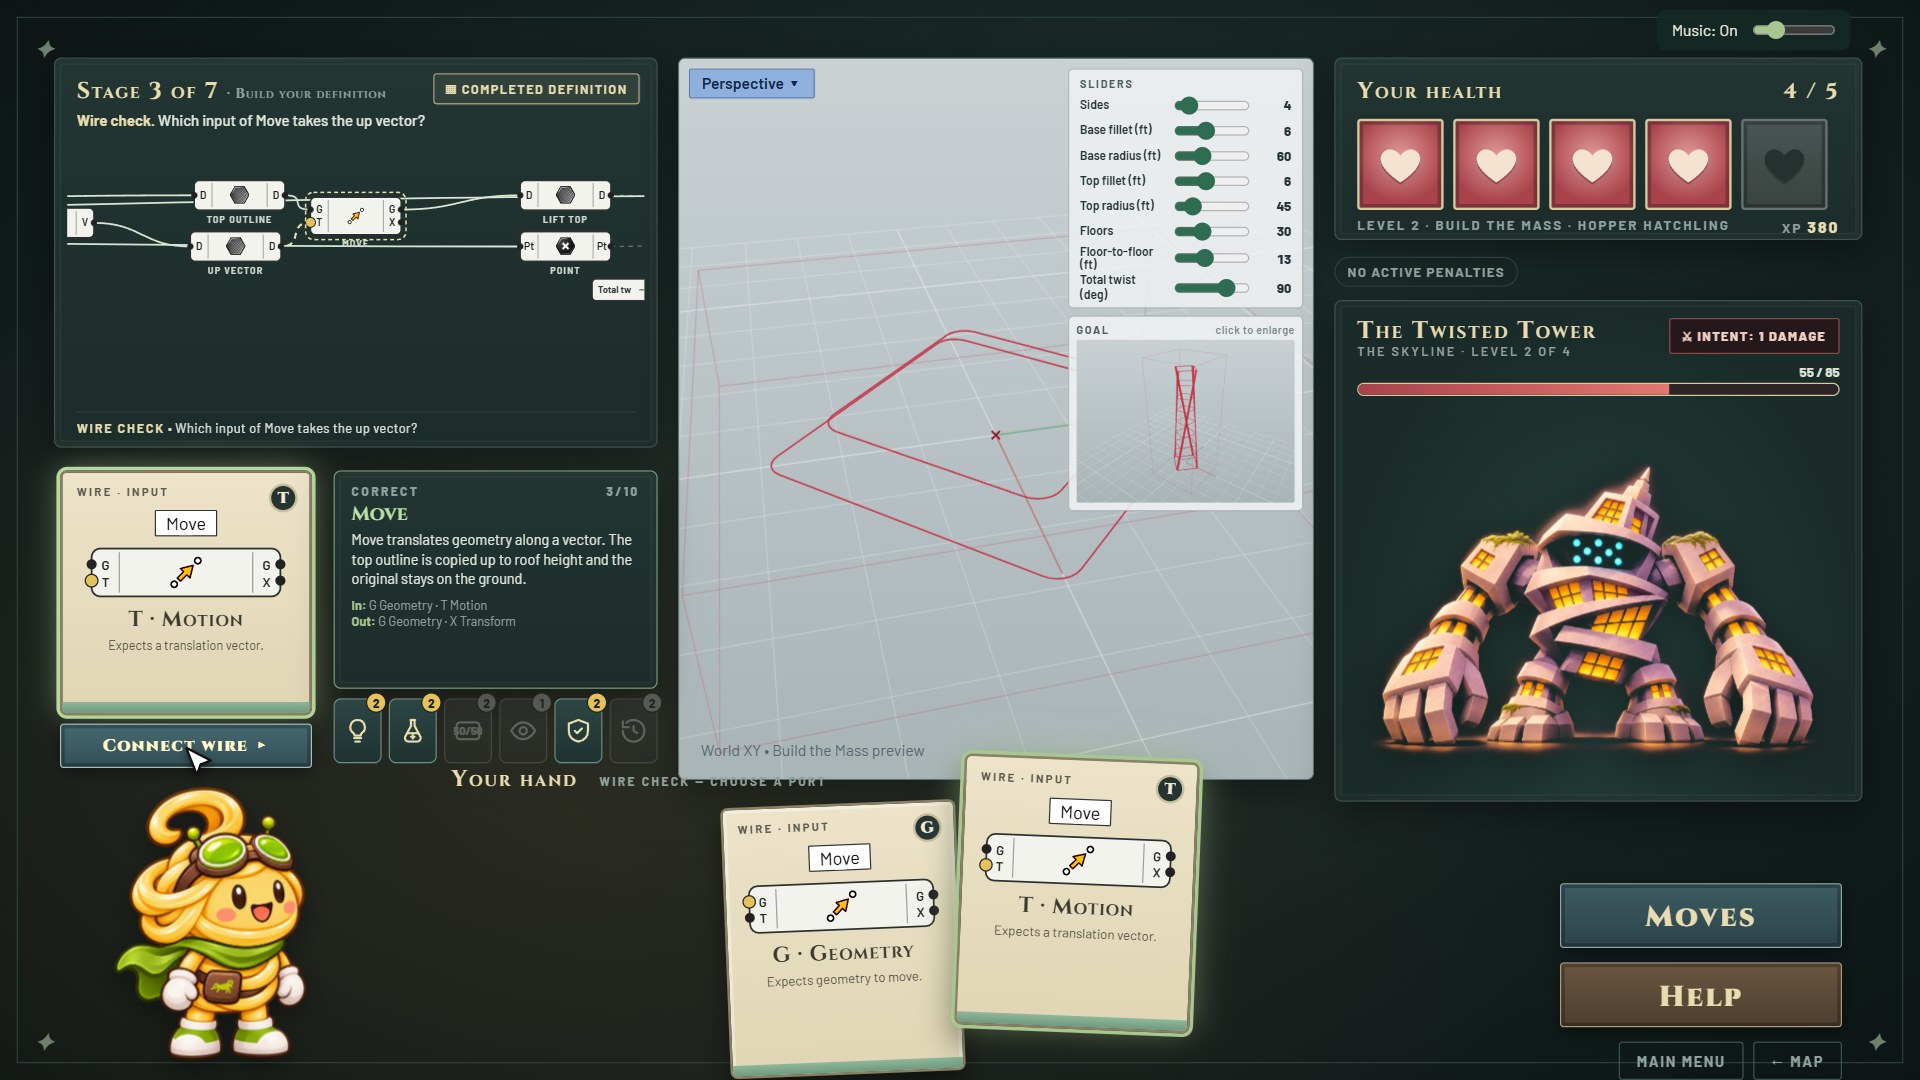 Music: On
STAGE 3 OF 7 · BUILD YOUR DEFINITION
COMPLETED DEFINITION
Wire check. Which input of Move takes the up vector?
V
D D
TOP OUTLINE
G G
T X
MOVE
D D
LIFT TOP
D D
UP VECTOR
Pt Pt
POINT
Total tw
WIRE CHECK • Which input of Move takes the up vector?
WIRE · INPUT T
Move
G G
T X
T · MOTION
Expects a translation vector.
CONNECT WIRE
CORRECT 3/10
MOVE
Move translates geometry along a vector. The
top outline is copied up to roof height and the
original stays on the ground.
In: G Geometry · T Motion
Out: G Geometry · X Transform
2 2 2 1 2 2
50/50
YOUR HAND WIRE CHECK — CHOOSE A PORT
Perspective ▼
SLIDERS
Sides 4
Base fillet (ft) 6
Base radius (ft) 60
Top fillet (ft) 6
Top radius (ft) 45
Floors 30
Floor-to-floor (ft) 13
Total twist (deg) 90
GOAL click to enlarge
World XY • Build the Mass preview
WIRE · INPUT G
Move
G G
T X
G · GEOMETRY
Expects geometry to move.
WIRE · INPUT T
Move
G G
T X
T · MOTION
Expects a translation vector.
YOUR HEALTH 4 / 5
LEVEL 2 · BUILD THE MASS · HOPPER HATCHLING XP 380
NO ACTIVE PENALTIES
THE TWISTED TOWER
THE SKYLINE · LEVEL 2 OF 4
INTENT: 1 DAMAGE
55 / 85
MOVES
HELP
MAIN MENU
← MAP